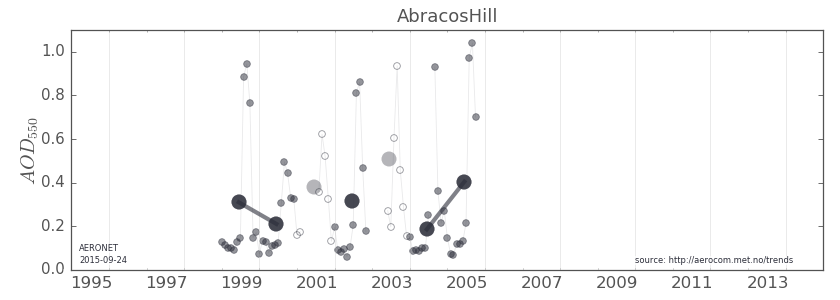 AbracosHill
1.0
0.8
0.6
0.4
0.2
0.0
AOD550
AERONET
2015-09-24
source: http://aerocom.met.no/trends
1995 1997 1999 2001 2003 2005 2007 2009 2011 2013